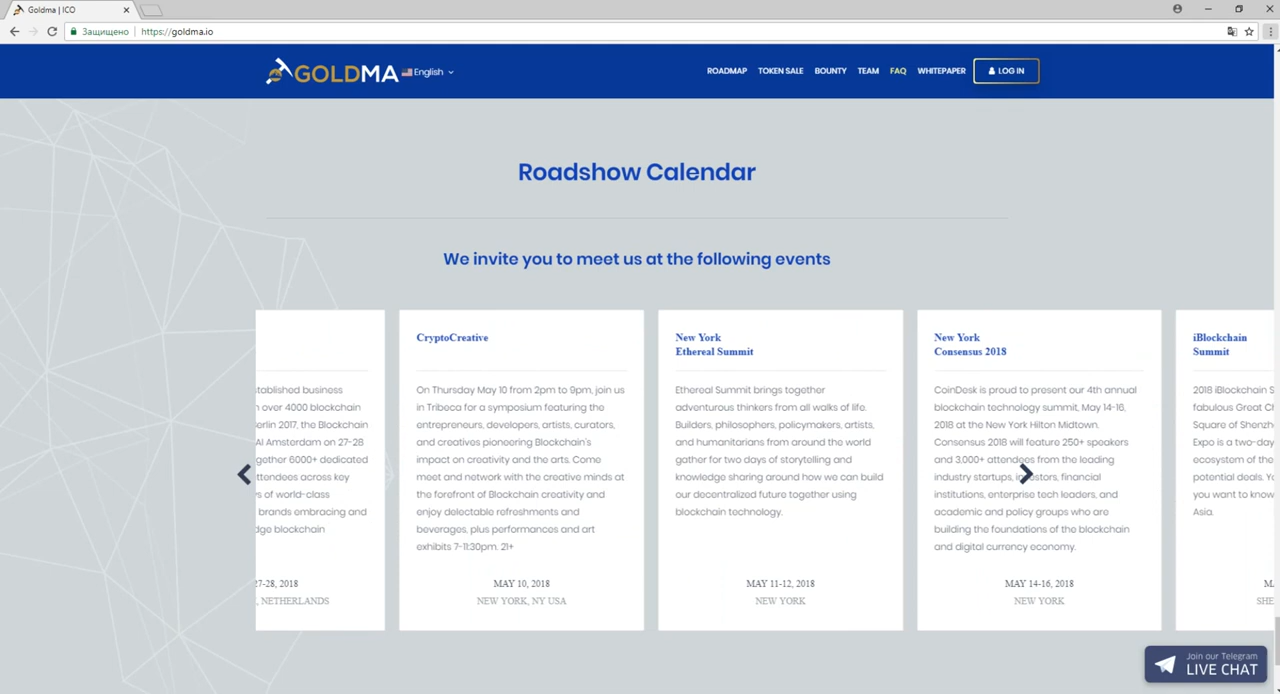 Goldma | ICO
Защищено
https://goldma.io
GOLDMA
English
ROADMAP TOKEN SALE BOUNTY TEAM FAQ WHITEPAPER LOG IN
Roadshow Calendar
We invite you to meet us at the following events
stablished business
over 4000 blockchain
erlin 2017, the Blockchain
AI Amsterdam on 27-28
gether 6000+ dedicated
ttendees across key
s of world-class
brands embracing and
dge blockchain
27-28, 2018
, NETHERLANDS
CryptoCreative
On Thursday May 10 from 2pm to 9pm, join us
in Tribeca for a symposium featuring the
entrepreneurs, developers, artists, curators,
and creatives pioneering Blockchain's
impact on creativity and the arts. Come
meet and network with the creative minds at
the forefront of Blockchain creativity and
enjoy delectable refreshments and
beverages, plus performances and art
exhibits 7-11:30pm. 21+
MAY 10, 2018
NEW YORK, NY USA
New York
Ethereal Summit
Ethereal Summit brings together
adventurous thinkers from all walks of life.
Builders, philosophers, policymakers, artists,
and humanitarians from around the world
gather for two days of storytelling and
knowledge sharing around how we can build
our decentralized future together using
blockchain technology.
MAY 11-12, 2018
NEW YORK
New York
Consensus 2018
CoinDesk is proud to present our 4th annual
blockchain technology summit, May 14-16,
2018 at the New York Hilton Midtown.
Consensus 2018 will feature 250+ speakers
and 3,000+ attendees from the leading
industry startups, investors, financial
institutions, enterprise tech leaders, and
academic and policy groups who are
building the foundations of the blockchain
and digital currency economy.
MAY 14-16, 2018
NEW YORK
iBlockchain
Summit
2018 iBlockchain S
fabulous Great C
Square of Shenzh
Expo is a two-day
ecosystem of the
potential deals. Y
you want to know
Asia.
MA
SHE
Join our Telegram
LIVE CHAT